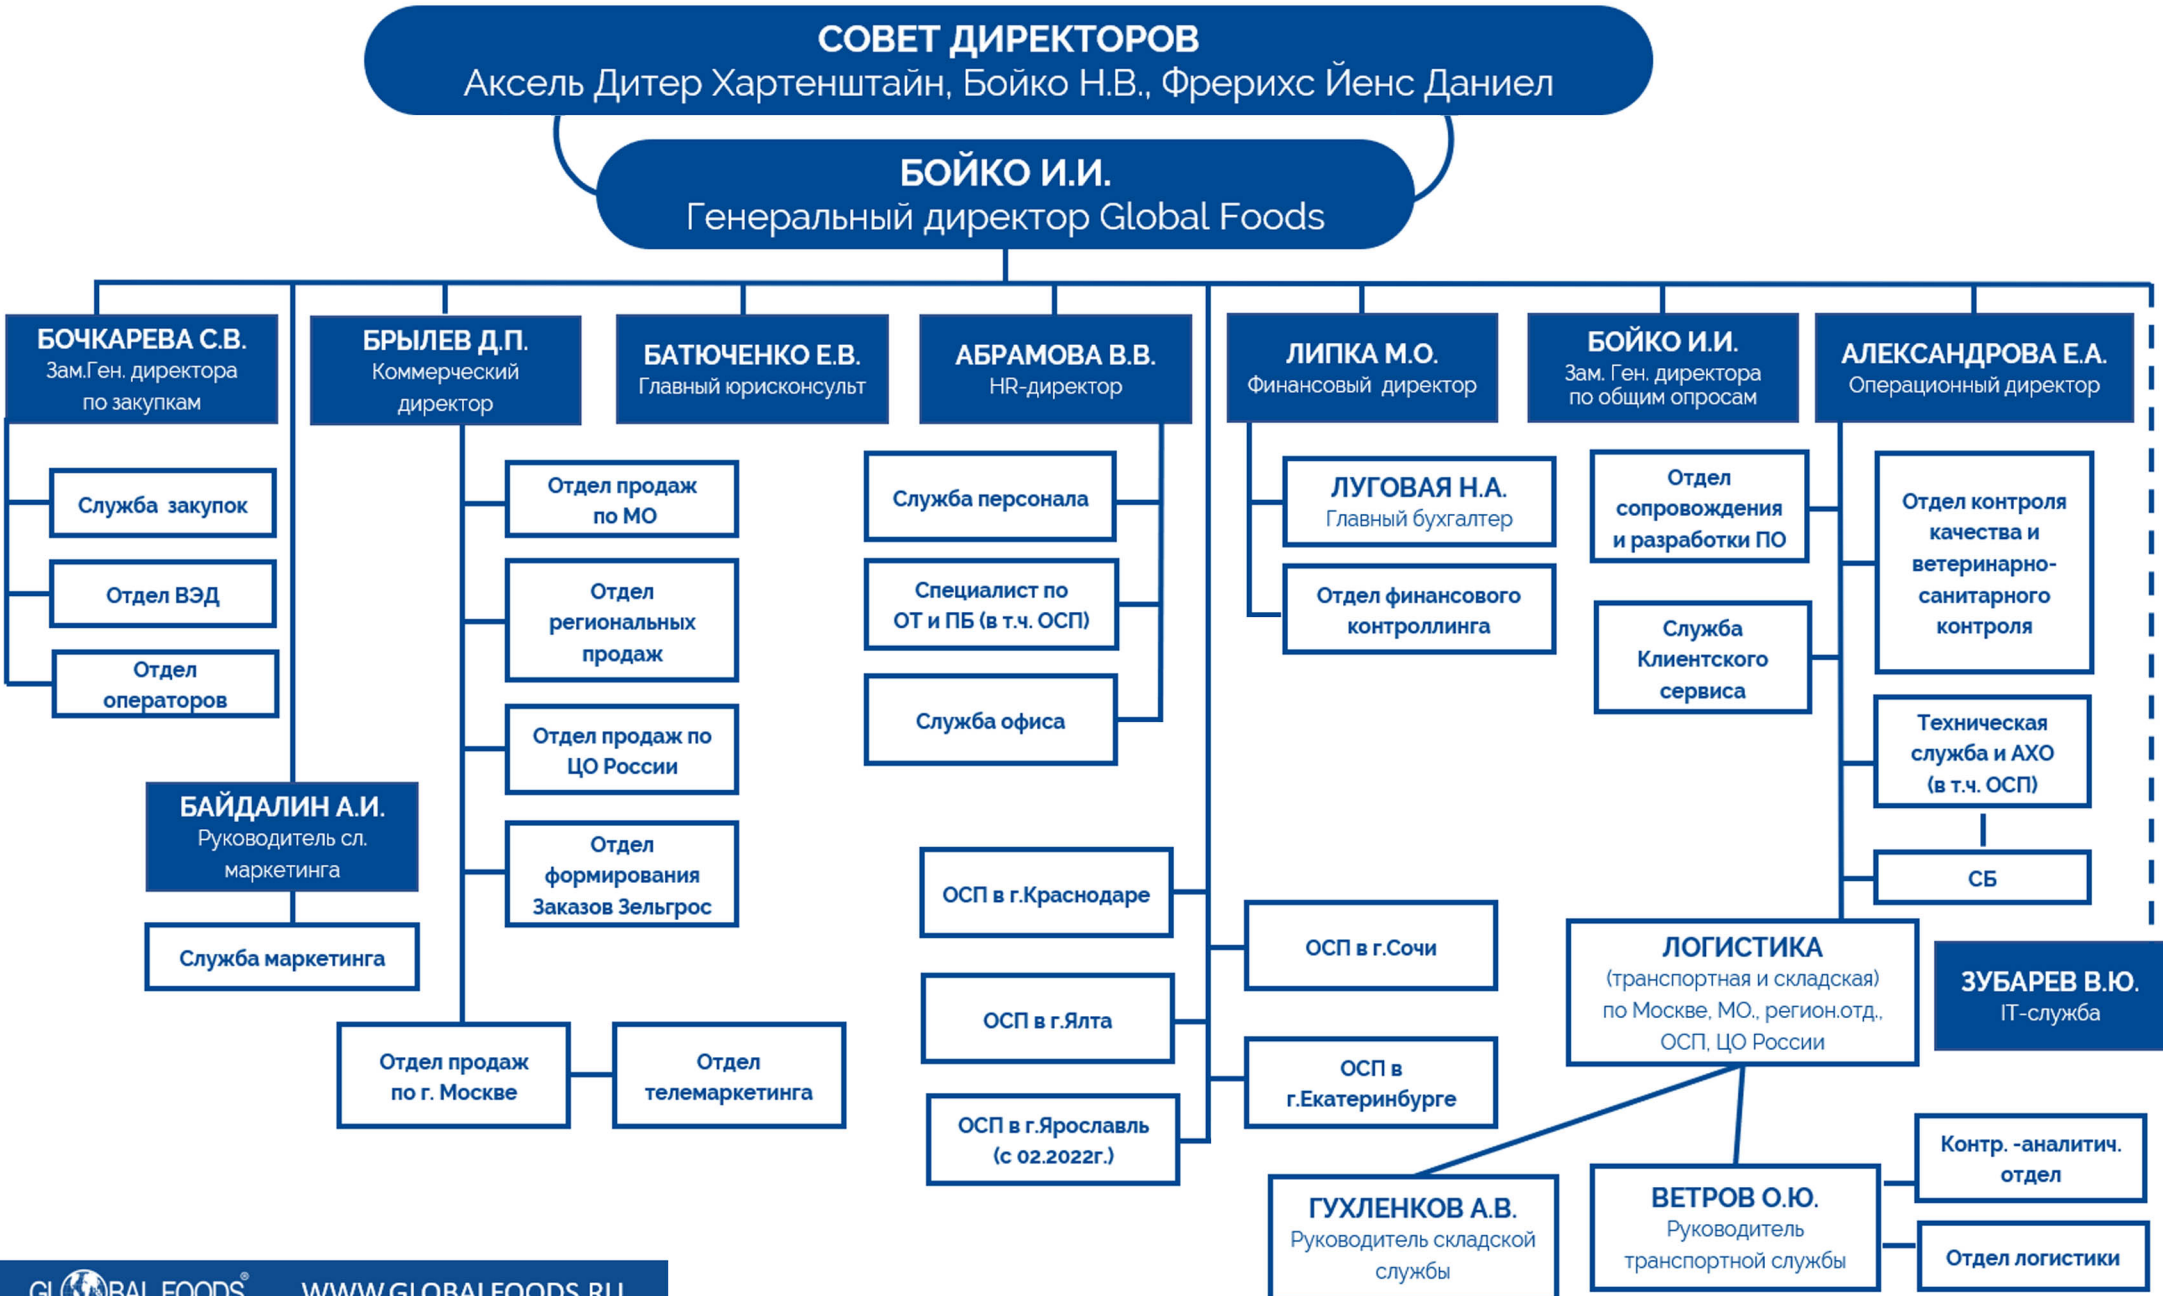 СОВЕТ ДИРЕКТОРОВ
Аксель Дитер Хартенштайн, Бойко Н.В., Фрерихс Йенс Даниел
БОЙКО И.И.
Генеральный директор Global Foods
БОЧКАРЕВА С.В.
Зам.Ген. директора
по закупкам
БРЫЛЕВ Д.П.
Коммерческий
директор
БАТЮЧЕНКО Е.В.
Главный юрисконсульт
АБРАМОВА В.В.
HR-директор
ЛИПКА М.О.
Финансовый директор
БОЙКО И.И.
Зам. Ген. директора
по общим опросам
АЛЕКСАНДРОВА Е.А.
Операционный директор
Служба закупок
Отдел ВЭД
Отдел
операторов
БАЙДАЛИН А.И.
Руководитель сл.
маркетинга
Служба маркетинга
Отдел продаж
по МО
Отдел
региональных
продаж
Отдел продаж по
ЦО России
Отдел
формирования
Заказов Зельгрос
Отдел продаж
по г. Москве
Отдел
телемаркетинга
Служба персонала
Специалист по
ОТ и ПБ (в т.ч. ОСП)
Служба офиса
ОСП в г.Краснодаре
ОСП в г.Ялта
ОСП в г.Ярославль
(с 02.2022г.)
ОСП в г.Сочи
ОСП в
г.Екатеринбурге
ЛУГОВАЯ Н.А.
Главный бухгалтер
Отдел финансового
контроллинга
Отдел
сопровождения
и разработки ПО
Служба
Клиентского
сервиса
Отдел контроля
качества и
ветеринарно-
санитарного
контроля
Техническая
служба и АХО
(в т.ч. ОСП)
СБ
ЛОГИСТИКА
(транспортная и складская)
по Москве, МО., регион.отд.,
ОСП, ЦО России
ЗУБАРЕВ В.Ю.
IT-служба
ГУХЛЕНКОВ А.В.
Руководитель складской
службы
ВЕТРОВ О.Ю.
Руководитель
транспортной службы
Контр. -аналитич.
отдел
Отдел логистики
GLOBAL FOODS® WWW.GLOBALFOODS.RU